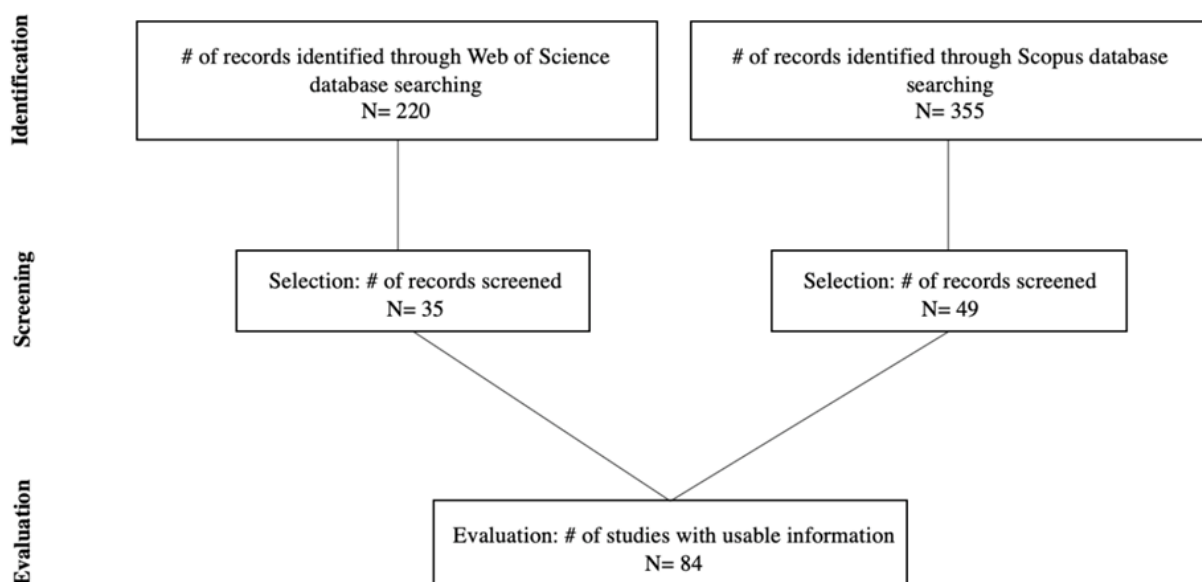 Identification
# of records identified through Web of Science
database searching
N= 220
# of records identified through Scopus database
searching
N= 355
Screening
Selection: # of records screened
N= 35
Selection: # of records screened
N= 49
Evaluation
Evaluation: # of studies with usable information
N= 84